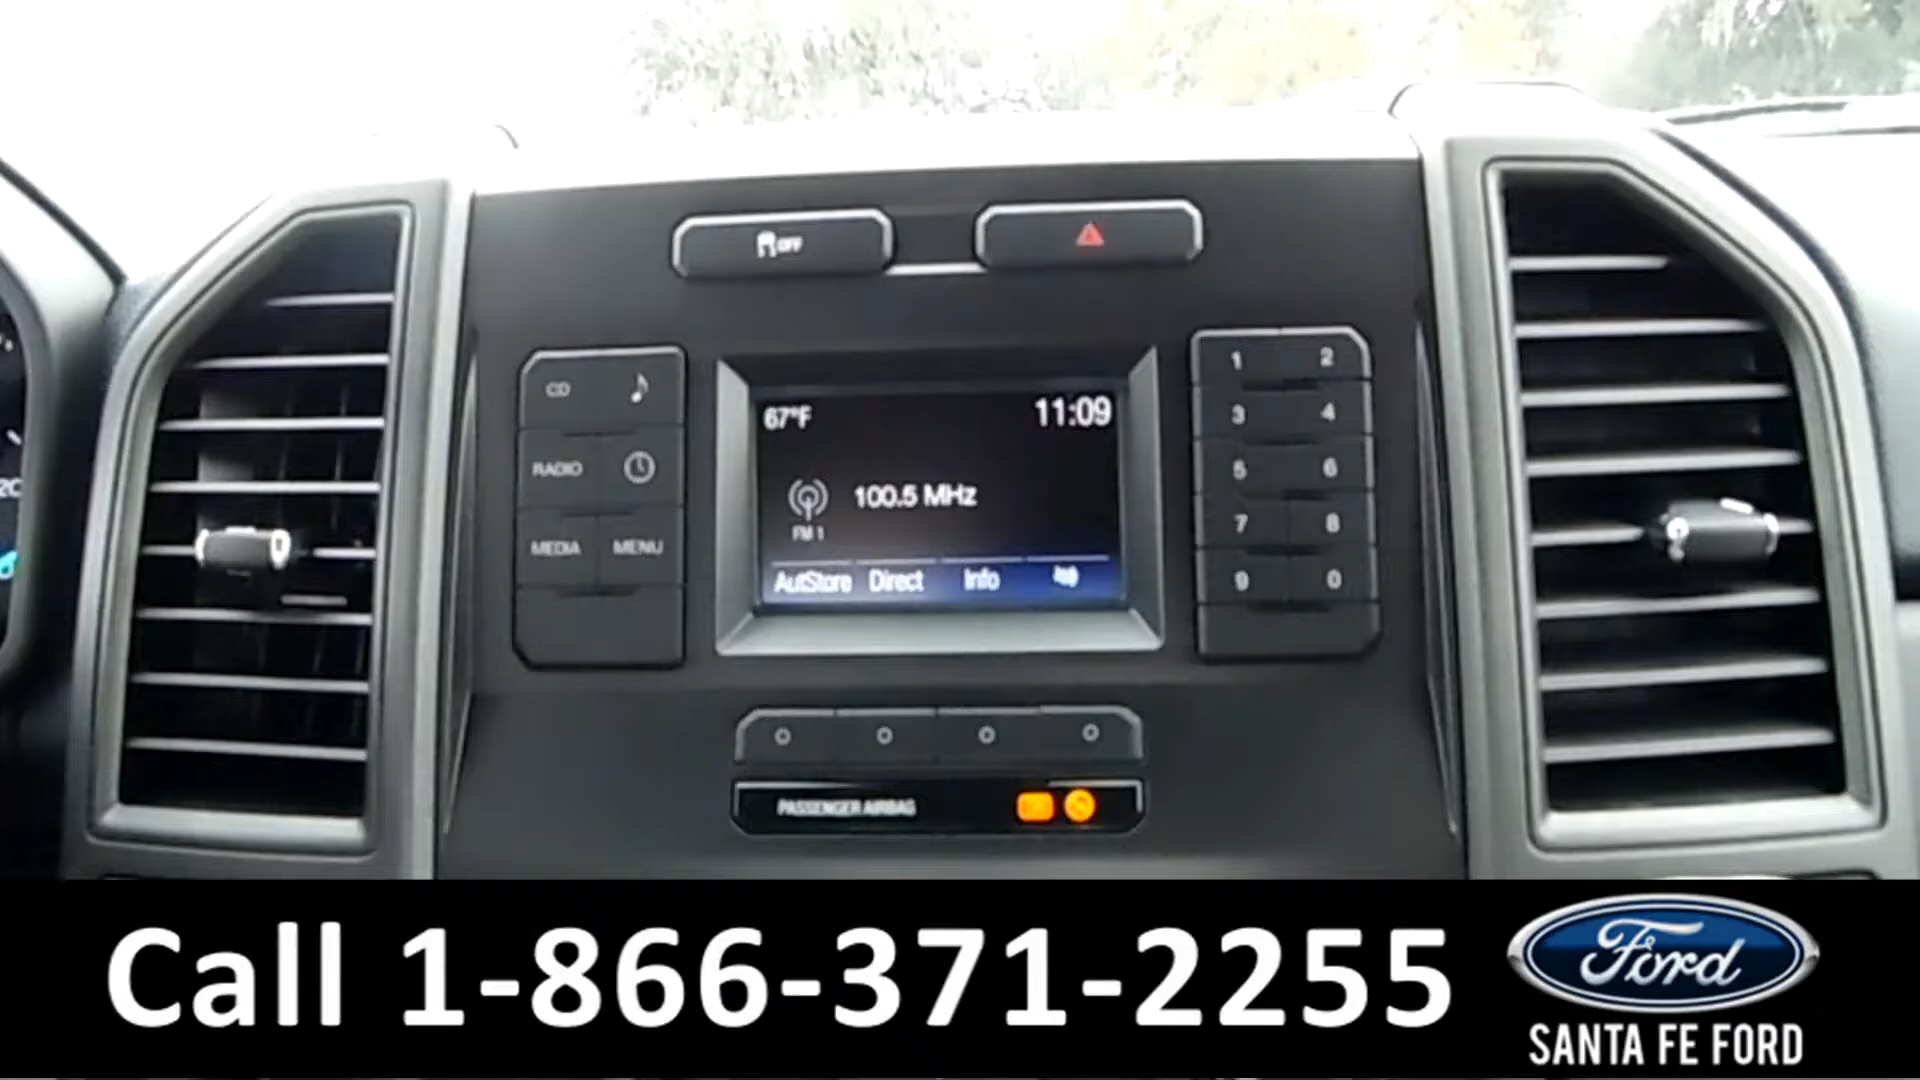 OFF
CD
1 2
67°F 11:09
3 4
RADIO
5 6
100.5 MHz
FM 1
7 8
MEDIA MENU
AutStore Direct Info
9 0
PASSENGER AIRBAG
Call 1-866-371-2255
Ford
SANTA FE FORD